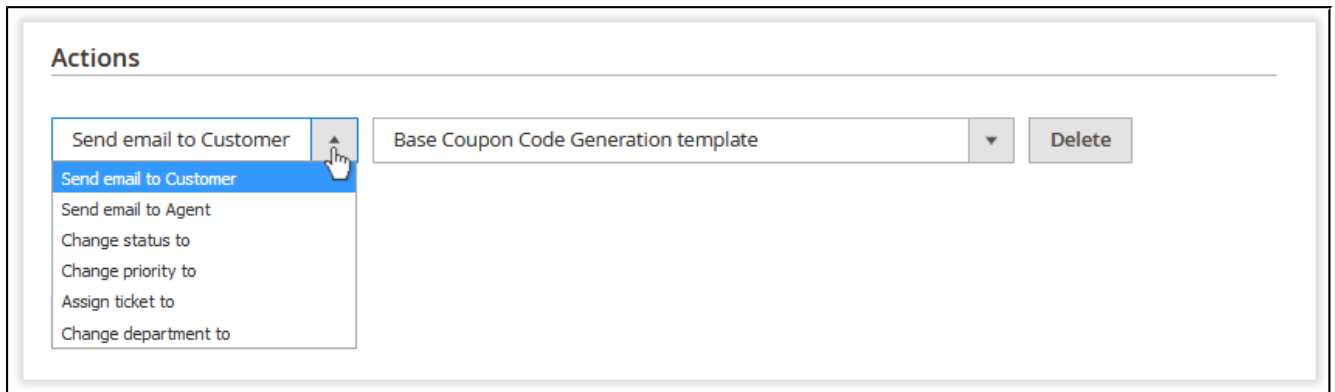 Actions
Send email to Customer Base Coupon Code Generation template Delete
Send email to Customer
Send email to Agent
Change status to
Change priority to
Assign ticket to
Change department to